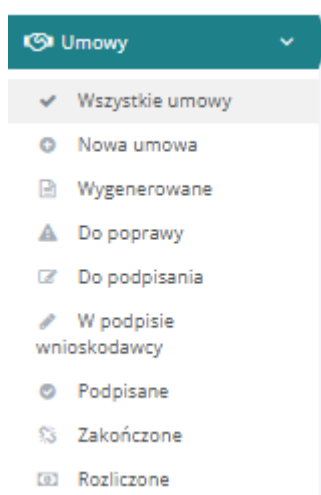 Umowy
Wszystkie umowy
Nowa umowa
Wygenerowane
Do poprawy
Do podpisania
W podpisie
wnioskodawcy
Podpisane
Zakończone
Rozliczone